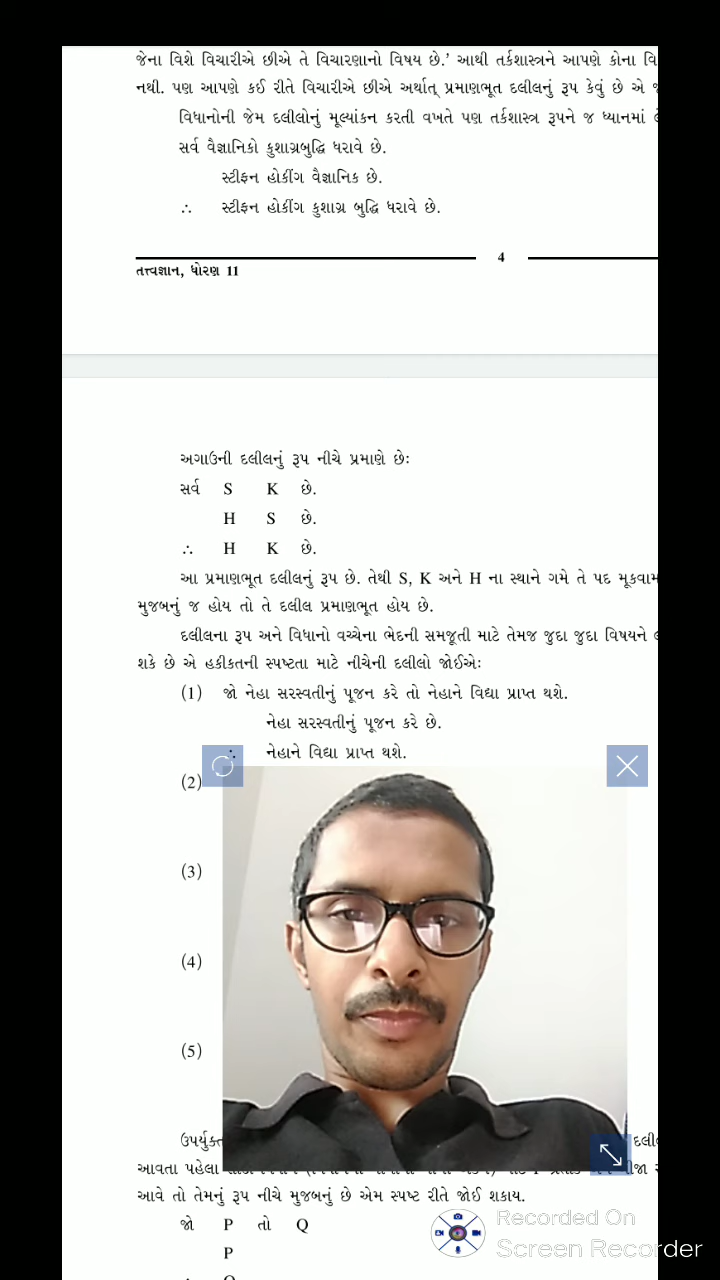 જેના વિશે વિચારીએ છીએ તે વિચારણાનો વિષય છે.’ આથી તર્કશાસ્ત્રને આપણે કોના વિ
નથી. પણ આપણે કઈ રીતે વિચારીએ છીએ અર્થાત્ પ્રમાણભૂત દલીલનું રૂપ કેવું છે એ
વિધાનોની જેમ દલીલોનું મૂલ્યાંકન કરતી વખતે પણ તર્કશાસ્ત્ર રૂપને જ ધ્યાનમાં
સર્વ વૈજ્ઞાનિકો કુશાગ્રબુદ્ધિ ધરાવે છે.
સ્ટીફન હોકીંગ વૈજ્ઞાનિક છે.
∴ સ્ટીફન હોકીંગ કુશાગ્ર બુદ્ધિ ધરાવે છે.
4
તત્ત્વજ્ઞાન, ધોરણ 11
અગાઉની દલીલનું રૂપ નીચે પ્રમાણે છેઃ
સર્વ S K છે.
H S છે.
∴ H K છે.
આ પ્રમાણભૂત દલીલનું રૂપ છે. તેથી S, K અને H ના સ્થાને ગમે તે પદ મૂકવામ
મુજબનું જ હોય તો તે દલીલ પ્રમાણભૂત હોય છે.
દલીલના રૂપ અને વિધાનો વચ્ચેના ભેદની સમજૂતી માટે તેમજ જુદા જુદા વિષયને
શકે છે એ હકીકતની સ્પષ્ટતા માટે નીચેની દલીલો જોઈએઃ
(1) જો નેહા સરસ્વતીનું પૂજન કરે તો નેહાને વિદ્યા પ્રાપ્ત થશે.
નેહા સરસ્વતીનું પૂજન કરે છે.
∴ નેહાને વિદ્યા પ્રાપ્ત થશે.
(2)
(3)
(4)
(5)
ઉપર્યુક્ત દલી
આવતા પહેલા
આવે તો તેમનું રૂપ નીચે મુજબનું છે એમ સ્પષ્ટ રીતે જોઈ શકાય.
જો P તો Q
P
Recorded On
Screen Recorder